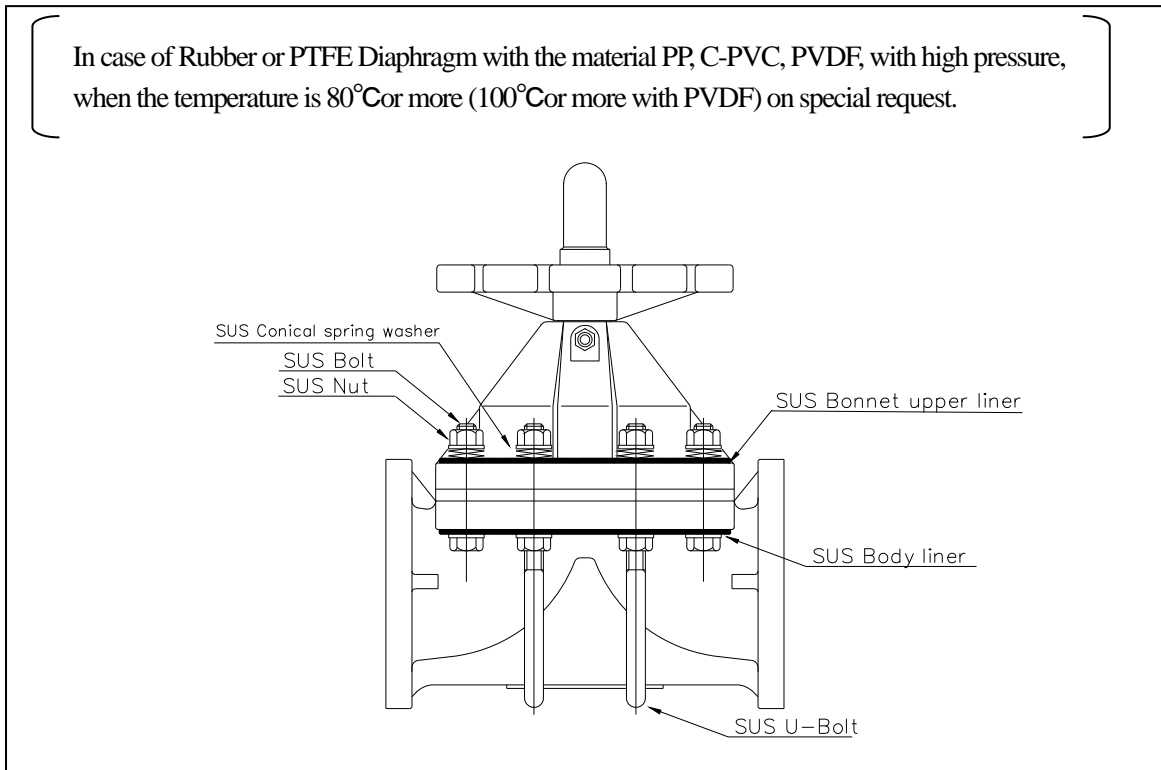 In case of Rubber or PTFE Diaphragm with the material PP, C-PVC, PVDF, with high pressure,
when the temperature is 80°Cor more (100°Cor more with PVDF) on special request.
SUS Conical spring washer
SUS Bolt
SUS Nut
SUS Bonnet upper liner
SUS Body liner
SUS U-Bolt